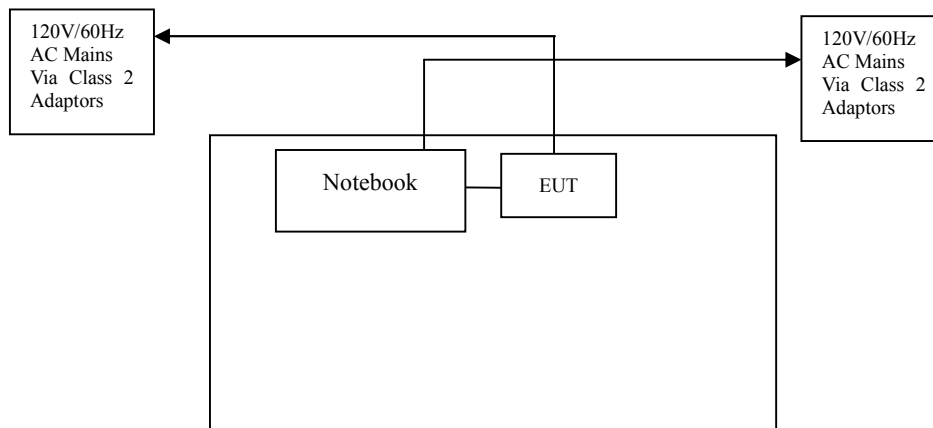 120V/60Hz
AC Mains
Via Class 2
Adaptors
120V/60Hz
AC Mains
Via Class 2
Adaptors
Notebook
EUT